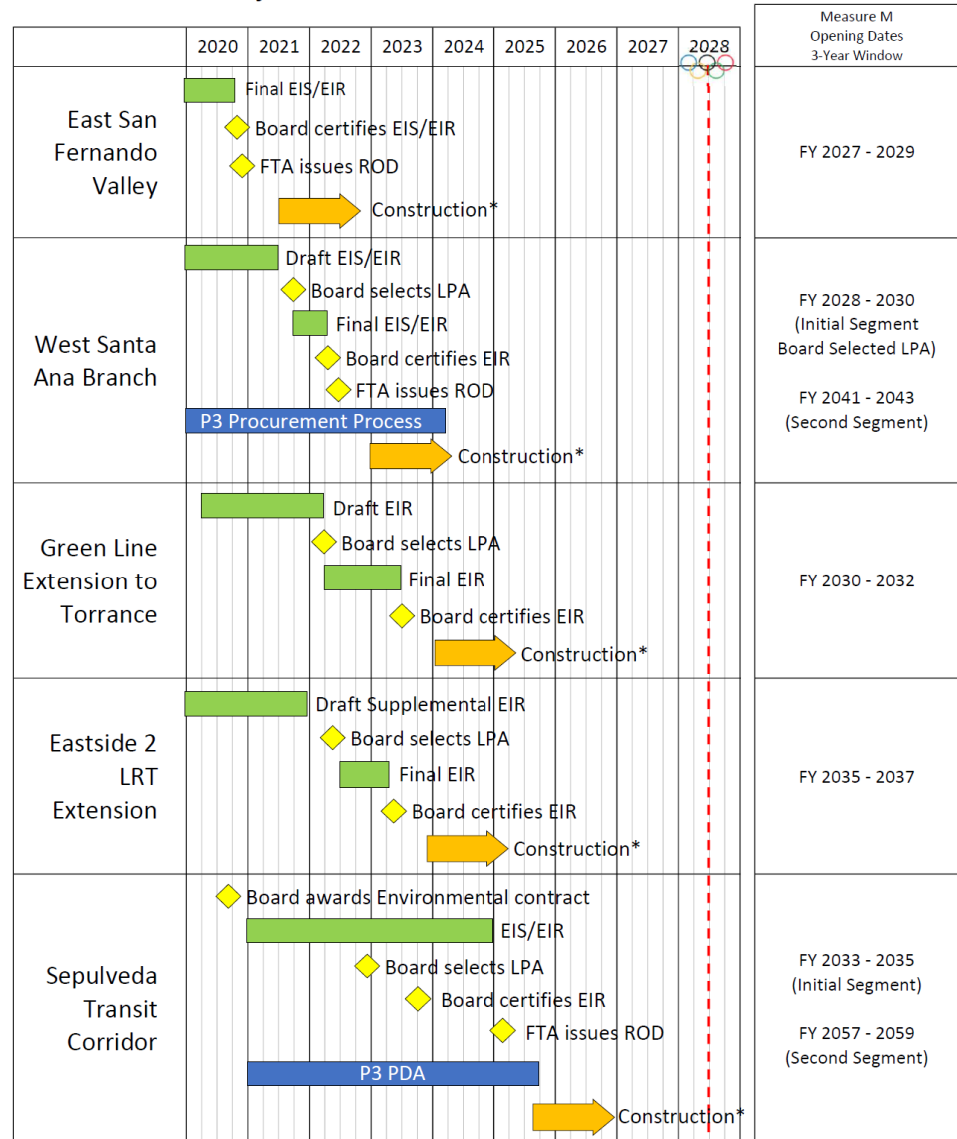 Measure M
Opening Dates
3-Year Window
2020 2021 2022 2023 2024 2025 2026 2027 2028
East San
Fernando
Valley
Final EIS/EIR
Board certifies EIS/EIR
FTA issues ROD
Construction*
FY 2027 - 2029
West Santa
Ana Branch
Draft EIS/EIR
Board selects LPA
Final EIS/EIR
Board certifies EIR
FTA issues ROD
P3 Procurement Process
Construction*
FY 2028 - 2030
(Initial Segment
Board Selected LPA)
FY 2041 - 2043
(Second Segment)
Green Line
Extension to
Torrance
Draft EIR
Board selects LPA
Final EIR
Board certifies EIR
Construction*
FY 2030 - 2032
Eastside 2
LRT
Extension
Draft Supplemental EIR
Board selects LPA
Final EIR
Board certifies EIR
Construction*
FY 2035 - 2037
Sepulveda
Transit
Corridor
Board awards Environmental contract
EIS/EIR
Board selects LPA
Board certifies EIR
FTA issues ROD
P3 PDA
Construction*
FY 2033 - 2035
(Initial Segment)
FY 2057 - 2059
(Second Segment)